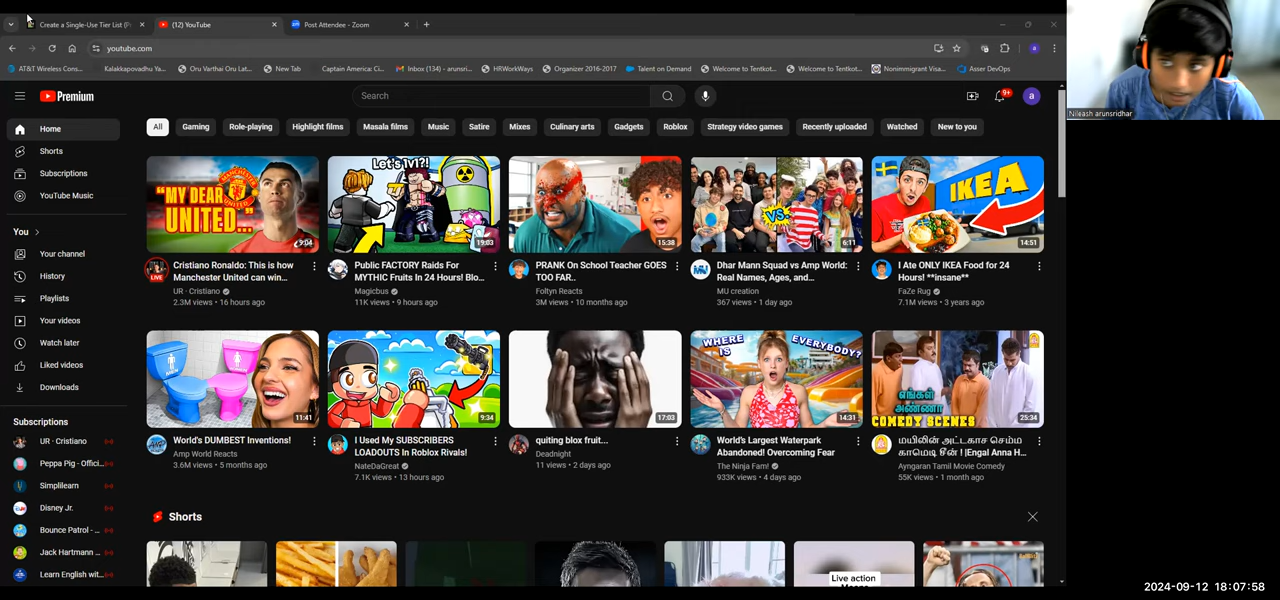 Create a Single-Use Tier List (P
(12) YouTube
Post Attendee - Zoom
youtube.com
AT&T Wireless Cons...
Kalakkapovadhu Ya...
Oru Varthai Oru Lat...
New Tab
Captain America: Ci...
Inbox (134) - arunsri...
HRWorkWays
Organizer 2016-2017
Talent on Demand
Welcome to Tentkot...
Welcome to Tentkot...
Nonimmigrant Visa...
Asser DevOps
Nileash arunsridhar
Premium
Search
9+
a
All
Gaming
Role-playing
Highlight films
Masala films
Music
Satire
Mixes
Culinary arts
Gadgets
Roblox
Strategy video games
Recently uploaded
Watched
New to you
Home
Shorts
Subscriptions
YouTube Music
You
Your channel
History
Playlists
Your videos
Watch later
Liked videos
Downloads
Subscriptions
UR · Cristiano
Peppa Pig - Offici...
Simplilearn
Disney Jr.
Bounce Patrol - ...
Jack Hartmann ...
Learn English wit...
"MY DEAR
UNITED..."
9:04
Cristiano Ronaldo: This is how
Manchester United can win...
UR · Cristiano
2.3M views • 16 hours ago
Let's 1v1?!
19:03
Public FACTORY Raids For
MYTHIC Fruits In 24 Hours! Blo...
Magicbus
11K views • 9 hours ago
15:38
PRANK On School Teacher GOES
TOO FAR..
Foltyn Reacts
3M views • 10 months ago
VS
6:11
Dhar Mann Squad vs Amp World:
Real Names, Ages, and...
MU creation
367 views • 1 day ago
IKEA
14:51
I Ate ONLY IKEA Food for 24
Hours! **insane**
FaZe Rug
7.1M views • 3 years ago
11:41
World's DUMBEST Inventions!
Amp World Reacts
3.6M views • 5 months ago
9:34
I Used My SUBSCRIBERS
LOADOUTS In Roblox Rivals!
NateDaGreat
7.1K views • 13 hours ago
17:03
quiting blox fruit...
Deadnight
11 views • 2 days ago
WHERE IS EVERYBODY?
14:31
World's Largest Waterpark
Abandoned! Overcoming Fear
The Ninja Fam!
933K views • 4 days ago
எங்கள்
அண்ணா
COMEDY SCENES
25:34
மயிலின் அட்டகாச செம்ம
காமெடி சீன் ! |Engal Anna H...
Ayngaran Tamil Movie Comedy
55K views • 1 month ago
Shorts
Live action
2024-09-12 18:07:58